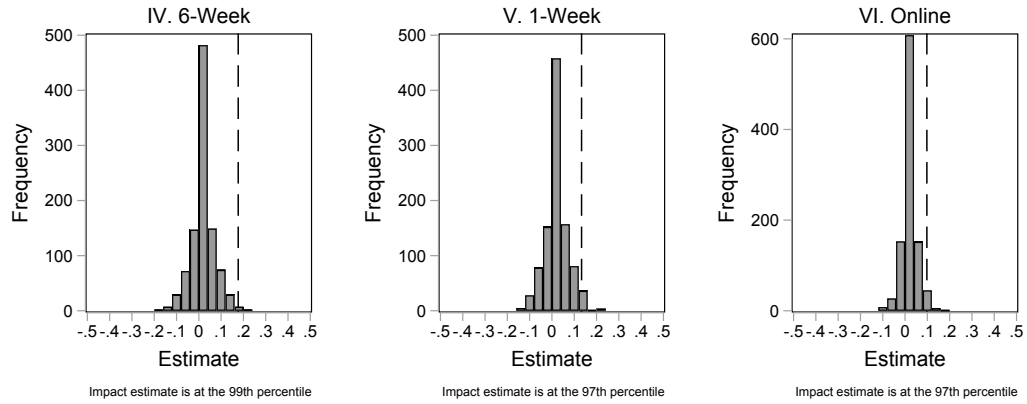 IV. 6-Week
V. 1-Week
VI. Online
500
400
300
200
100
0
Frequency
-.5 -.4 -.3 -.2 -.1 0 .1 .2 .3 .4 .5
Estimate
Impact estimate is at the 99th percentile
500
400
300
200
100
0
Frequency
-.5 -.4 -.3 -.2 -.1 0 .1 .2 .3 .4 .5
Estimate
Impact estimate is at the 97th percentile
600
400
200
0
Frequency
-.5 -.4 -.3 -.2 -.1 0 .1 .2 .3 .4 .5
Estimate
Impact estimate is at the 97th percentile